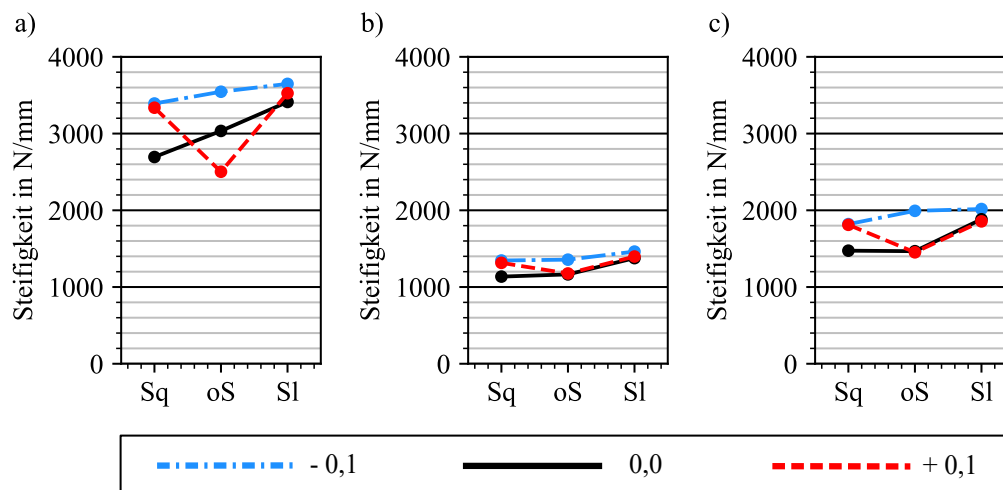 a)
b)
c)
Steifigkeit in N/mm
4000
3000
2000
1000
0
Sq oS Sl
Steifigkeit in N/mm
4000
3000
2000
1000
0
Sq oS Sl
Steifigkeit in N/mm
4000
3000
2000
1000
0
Sq oS Sl
- 0,1 0,0 + 0,1